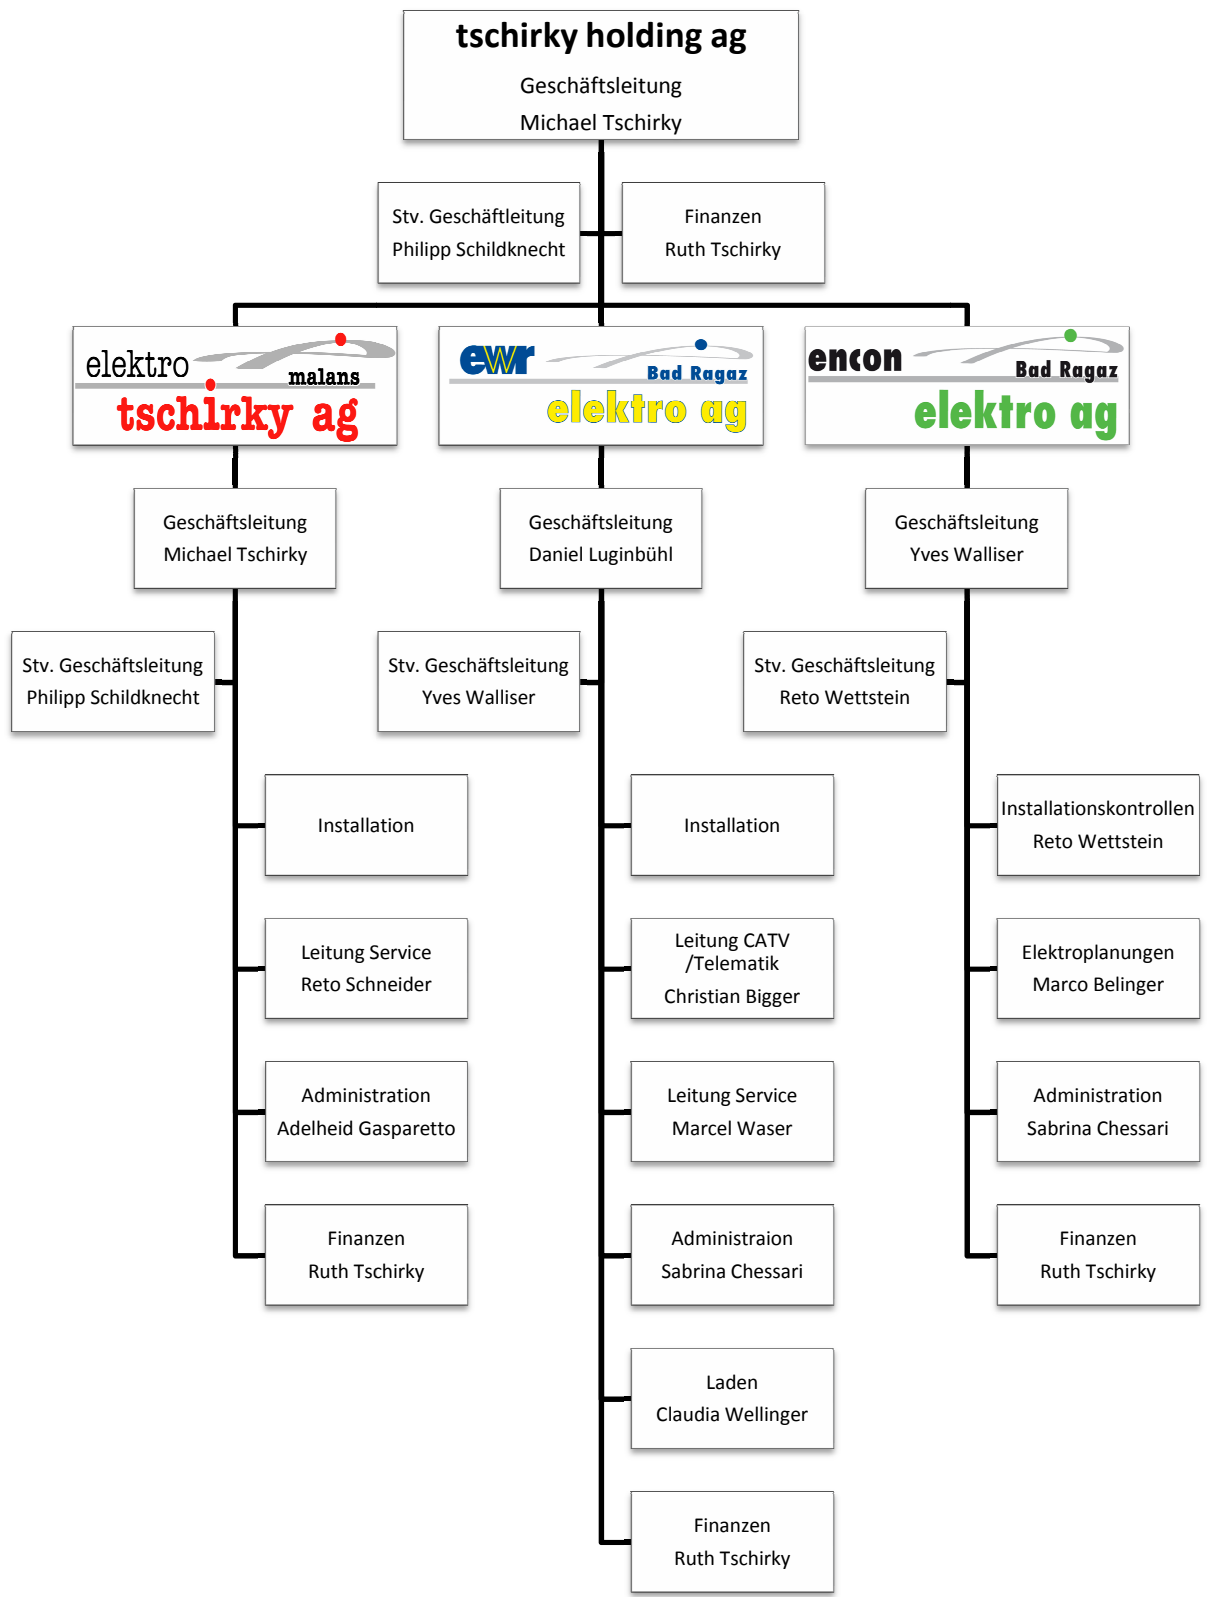 tschirky holding ag
Geschäftsleitung
Michael Tschirky
Stv. Geschäftleitung
Philipp Schildknecht
Finanzen
Ruth Tschirky
elektro
malans
tschirky ag
ewr
Bad Ragaz
elektro ag
encon
Bad Ragaz
elektro ag
Geschäftsleitung
Michael Tschirky
Geschäftsleitung
Daniel Luginbühl
Geschäftsleitung
Yves Walliser
Stv. Geschäftsleitung
Philipp Schildknecht
Stv. Geschäftsleitung
Yves Walliser
Stv. Geschäftsleitung
Reto Wettstein
Installation
Installation
Installationskontrollen
Reto Wettstein
Leitung Service
Reto Schneider
Leitung CATV
/Telematik
Christian Bigger
Elektroplanungen
Marco Belinger
Administration
Adelheid Gasparetto
Leitung Service
Marcel Waser
Administration
Sabrina Chessari
Finanzen
Ruth Tschirky
Administraion
Sabrina Chessari
Finanzen
Ruth Tschirky
Laden
Claudia Wellinger
Finanzen
Ruth Tschirky